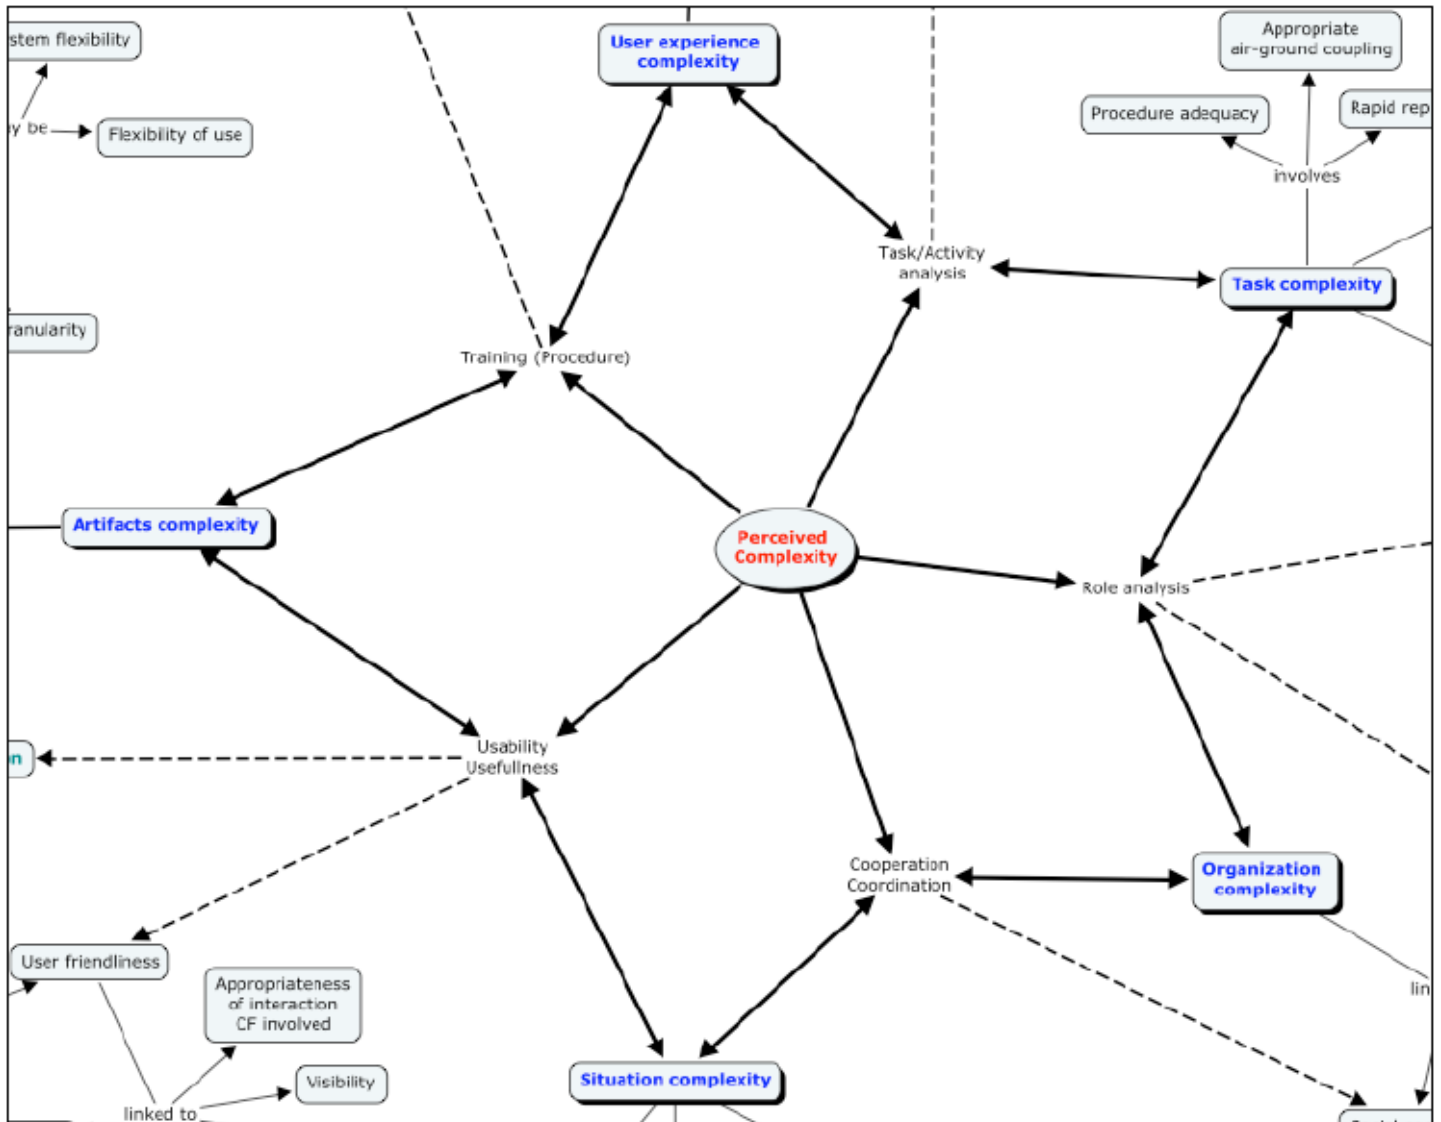 stem flexibility
User experience
complexity
Appropriate
air-ground coupling
y be
Flexibility of use
Procedure adequacy
Rapid rep
involves
Task/Activity
analysis
Task complexity
ranularity
Training (Procedure)
Artifacts complexity
Perceived
Complexity
Role analysis
Usability
Usefullness
n
Cooperation
Coordination
Organization
complexity
User friendliness
Appropriateness
of interaction
CF involved
lin
Situation complexity
Visibility
linked to